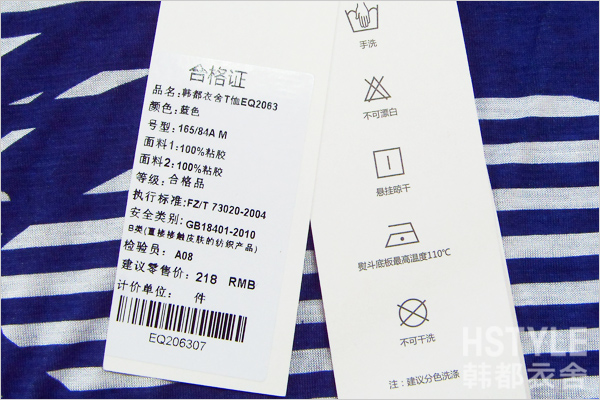 合格证
品名:韩都衣舍T恤EQ2063
颜色:蓝色
号型:165/84A M
面料1:100%粘胶
面料2:100%粘胶
等级:合格品
执行标准:FZ/T 73020-2004
安全类别:GB18401-2010
B类(直接接触皮肤的纺织产品)
检验员: A08
建议零售价: 218 RMB
计价单位: 件
EQ206307
手洗
不可漂白
悬挂晾干
熨斗底板最高温度110℃
不可干洗
注:建议分色洗涤
HSTYLE
韩都衣舍